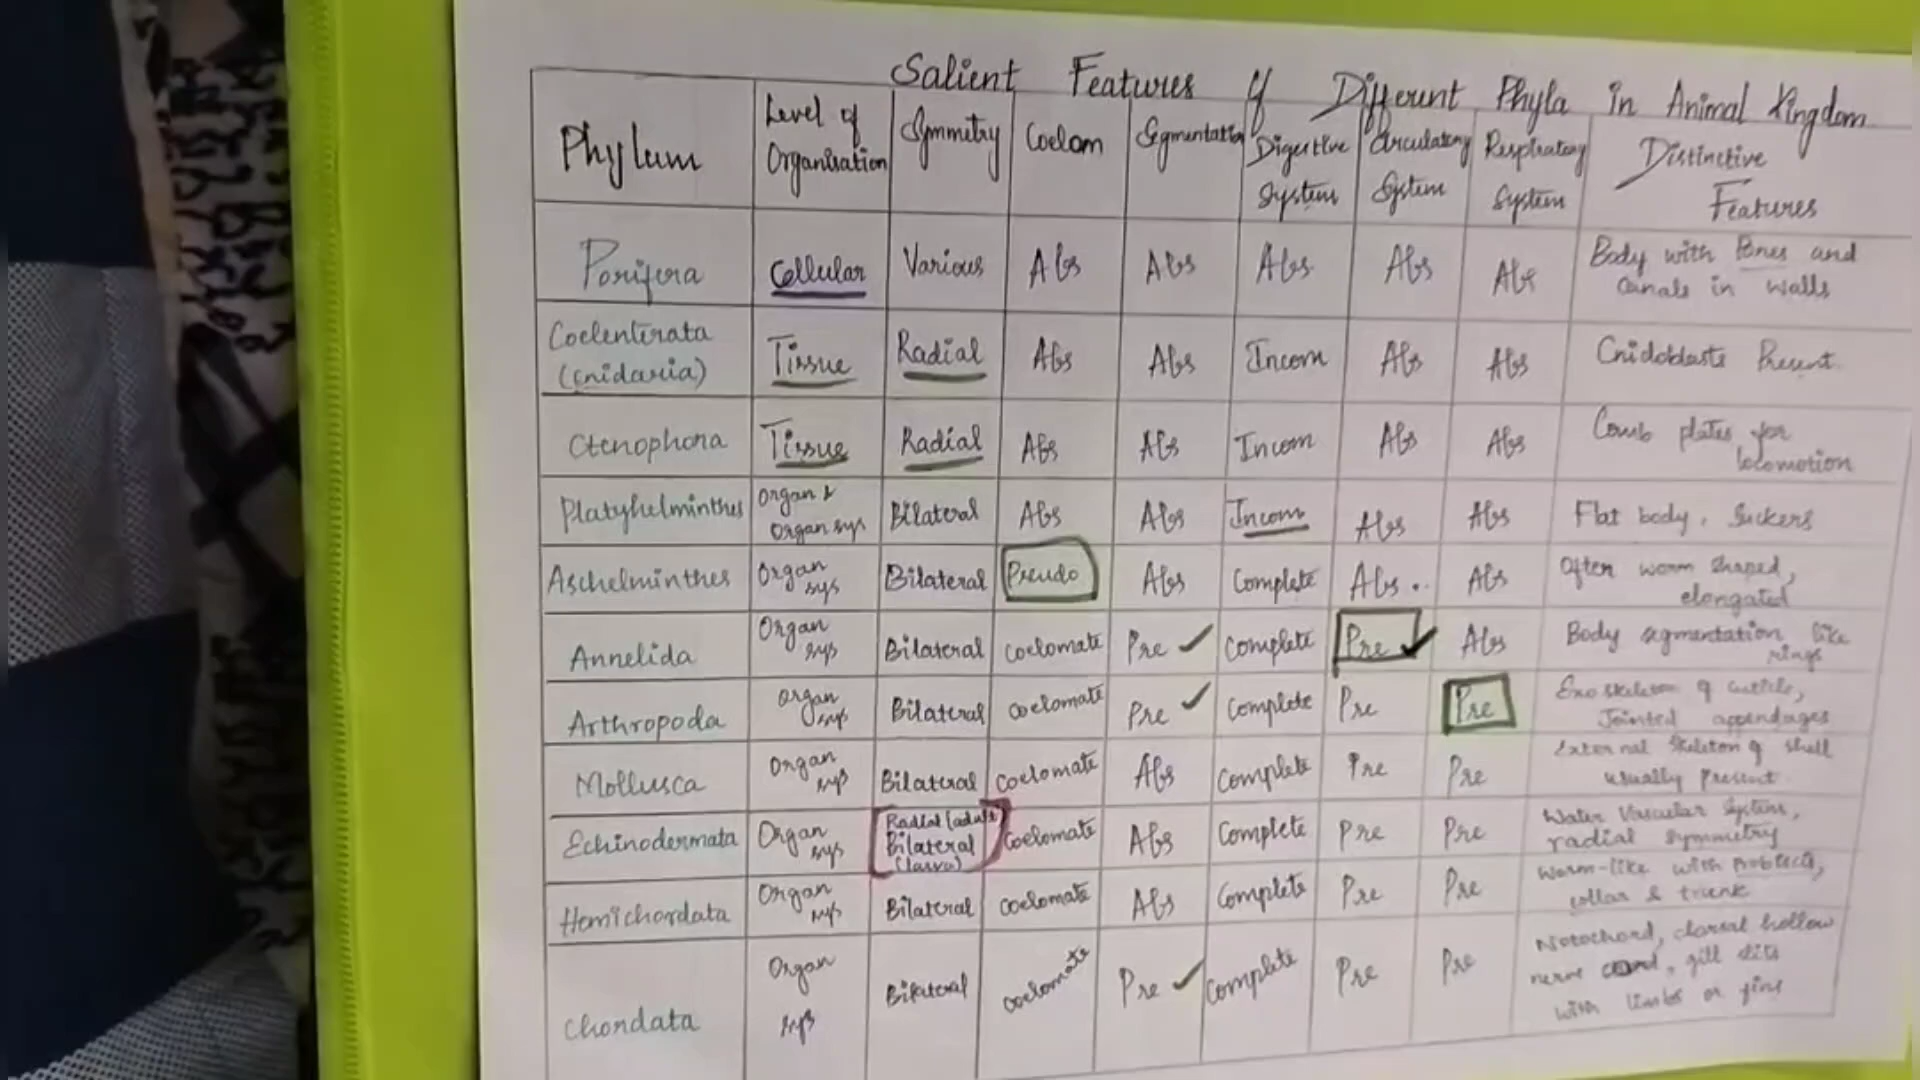 Salient Features of Different Phyla in Animal Kingdom
Phylum
Level of
Organisation
Symmetry
Coelom
Segmentation
Digestive
System
Circulatory
System
Respiratory
System
Distinctive
Features
Porifera
Cellular
Various
Abs
Abs
Abs
Abs
Abs
Body with Pores and
canals in walls
Coelenterata
(cnidaria)
Tissue
Radial
Abs
Abs
Incom
Abs
Abs
Cnidoblasts Present.
Ctenophora
Tissue
Radial
Abs
Abs
Incom
Abs
Abs
Comb plates for
locomotion
Platyhelminthes
Organ &
Organ sys
Bilateral
Abs
Abs
Incom
Abs
Abs
Flat body, Suckers
Aschelminthes
Organ
sys
Bilateral
Pseudo
Abs
Complete
Abs
Abs
Often worm shaped,
elongated
Annelida
Organ
sys
Bilateral
coelomate
Pre ✓
Complete
Pre ✓
Abs
Body segmentation like
rings
Arthropoda
organ
sys
Bilateral
coelomate
Pre ✓
Complete
Pre
Pre
Exoskeleton of cuticle,
Jointed appendages
Mollusca
Organ
sys
Bilateral
coelomate
Abs
Complete
Pre
Pre
External skeleton of shell
usually present
Echinodermata
Organ
sys
Radial (adult
Bilateral
(larva)
coelomate
Abs
Complete
Pre
Pre
Water Vascular System,
radial symmetry
Hemichordata
Organ
sys
Bilateral
coelomate
Abs
Complete
Pre
Pre
Worm-like with
collar & trunk
Chordata
Organ
sys
Bilateral
coelomate
Pre ✓
Complete
Pre
Pre
Notochord, dorsal hollow
nerve cord, gill slits
with limbs or fins